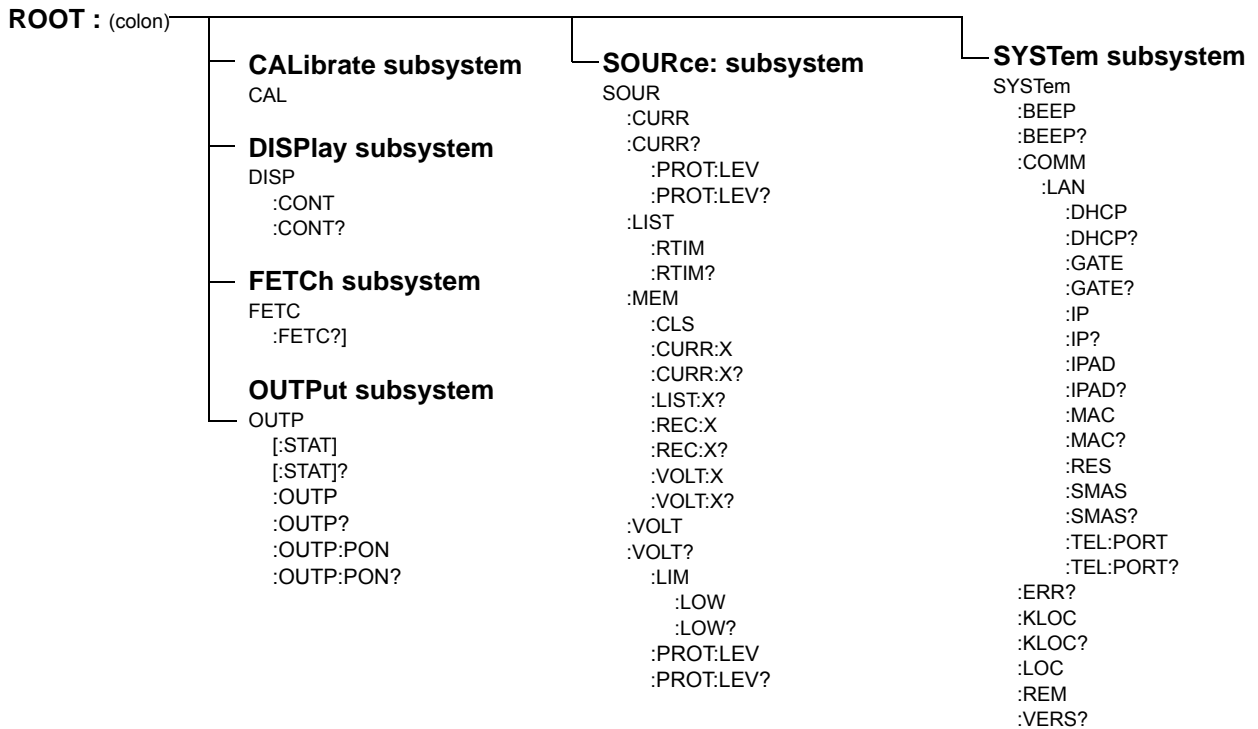 ROOT : (colon)
CALibrate subsystem
CAL
DISPlay subsystem
DISP
:CONT
:CONT?
FETCh subsystem
FETC
:FETC?]
OUTPut subsystem
OUTP
[:STAT]
[:STAT]?
:OUTP
:OUTP?
:OUTP:PON
:OUTP:PON?
SOURce: subsystem
SOUR
:CURR
:CURR?
:PROT:LEV
:PROT:LEV?
:LIST
:RTIM
:RTIM?
:MEM
:CLS
:CURR:X
:CURR:X?
:LIST:X?
:REC:X
:REC:X?
:VOLT:X
:VOLT:X?
:VOLT
:VOLT?
:LIM
:LOW
:LOW?
:PROT:LEV
:PROT:LEV?
SYSTem subsystem
SYSTem
:BEEP
:BEEP?
:COMM
:LAN
:DHCP
:DHCP?
:GATE
:GATE?
:IP
:IP?
:IPAD
:IPAD?
:MAC
:MAC?
:RES
:SMAS
:SMAS?
:TEL:PORT
:TEL:PORT?
:ERR?
:KLOC
:KLOC?
:LOC
:REM
:VERS?